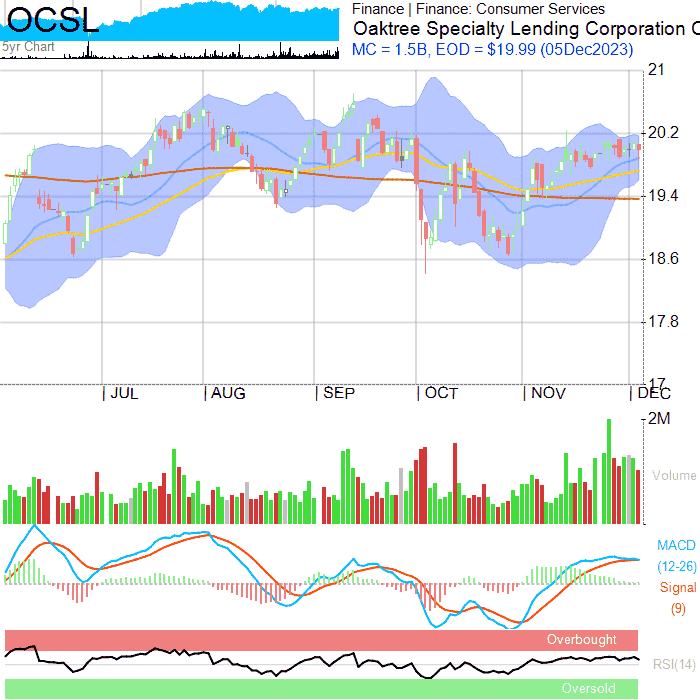 OCSL
5yr Chart
Finance | Finance: Consumer Services
Oaktree Specialty Lending Corporation C
MC = 1.5B, EOD = $19.99 (05Dec2023)
21
20.2
19.4
18.6
17.8
17
JUL
AUG
SEP
OCT
NOV
DEC
2M
Volume
MACD
(12-26)
Signal
(9)
Overbought
RSI(14)
Oversold